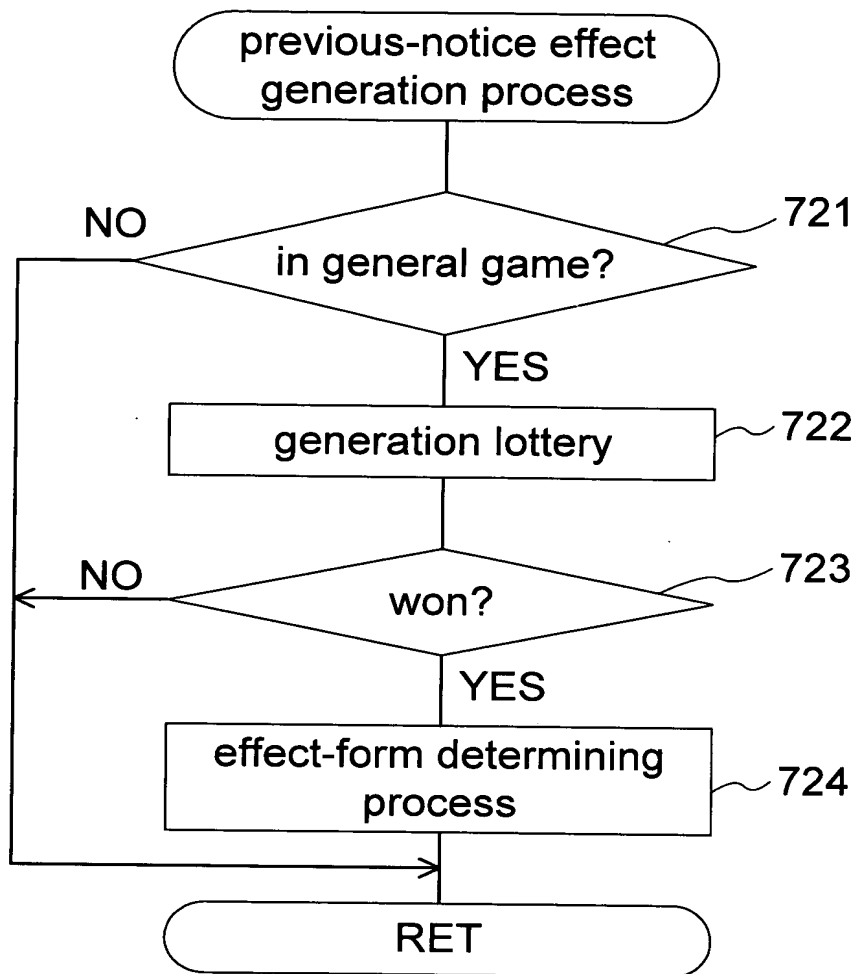 previous-notice effect
generation process
721
NO
in general game?
YES
722
generation lottery
723
NO
won?
YES
effect-form determining
process
724
RET